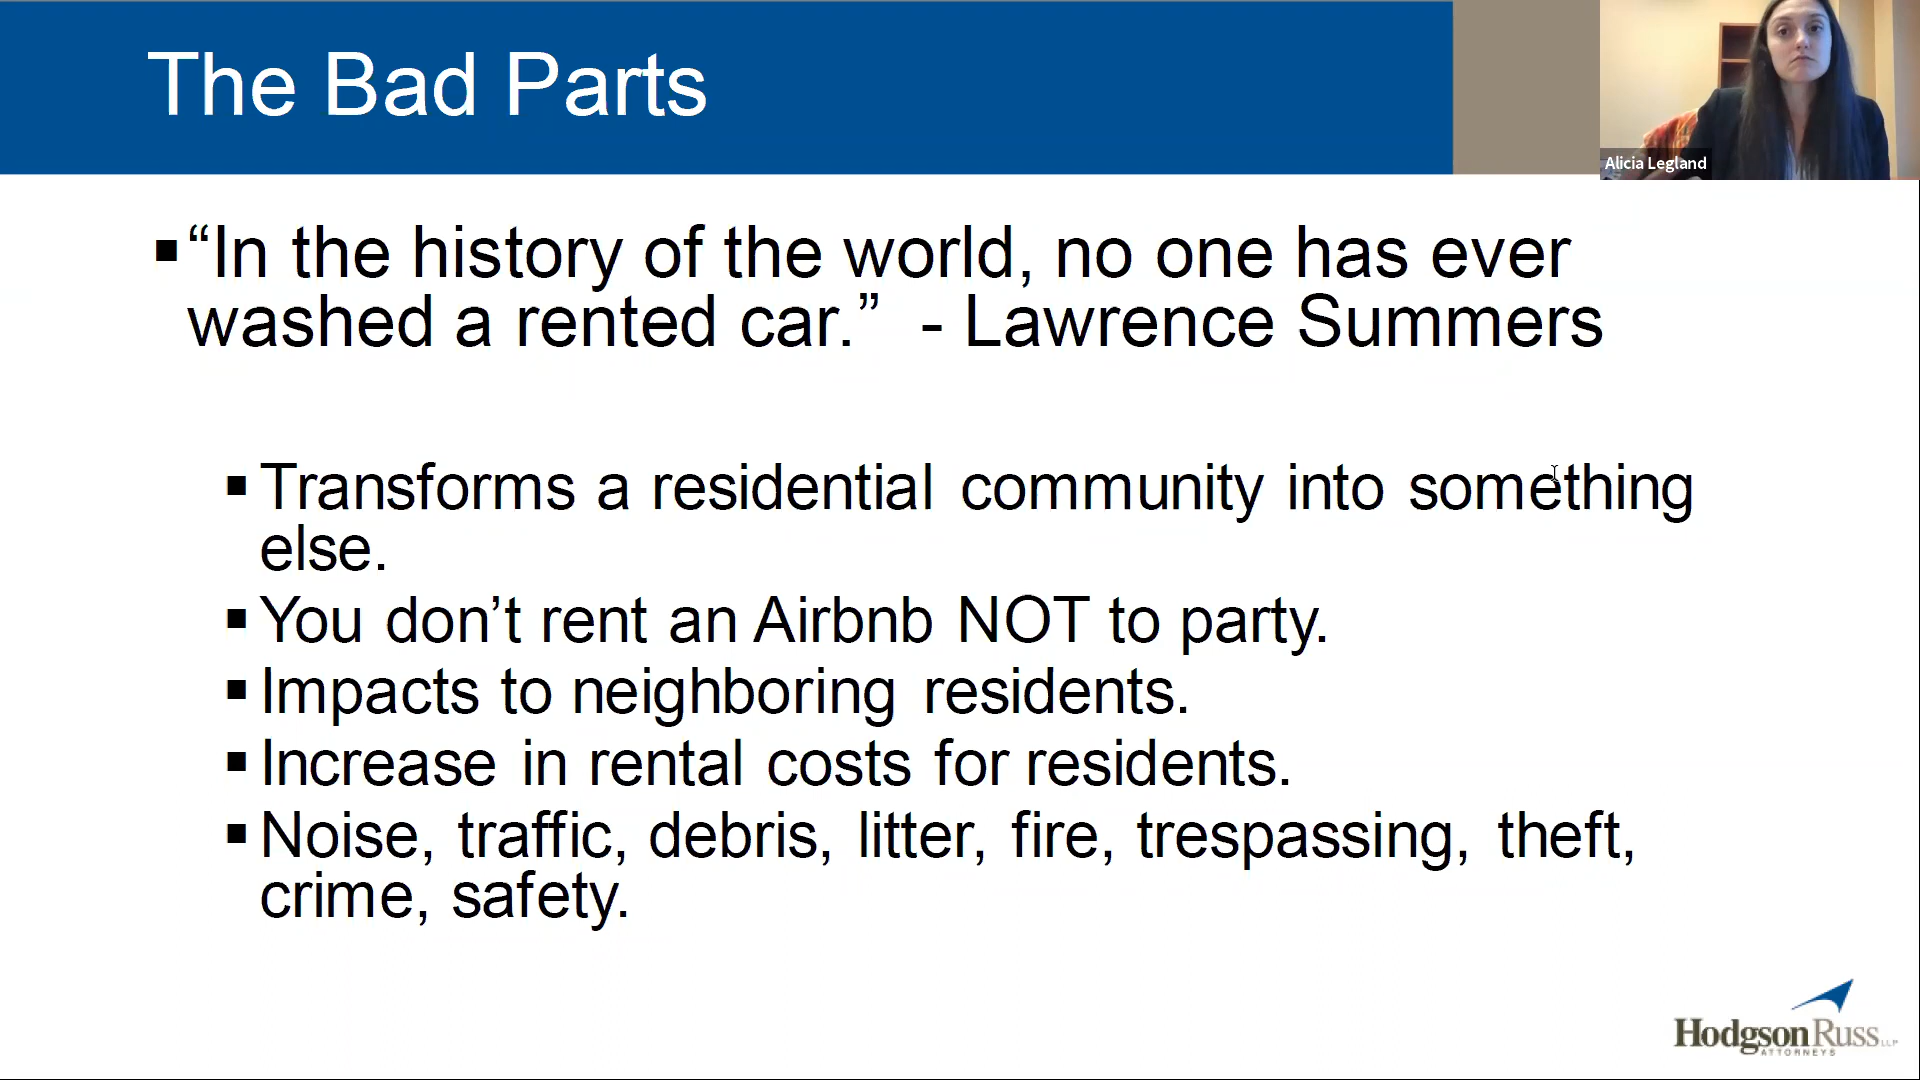 The Bad Parts
Alicia Legland
▪“In the history of the world, no one has ever
washed a rented car.” - Lawrence Summers
▪Transforms a residential community into something
else.
▪You don’t rent an Airbnb NOT to party.
▪Impacts to neighboring residents.
▪Increase in rental costs for residents.
▪Noise, traffic, debris, litter, fire, trespassing, theft,
crime, safety.
HodgsonRuss LLP
ATTORNEYS